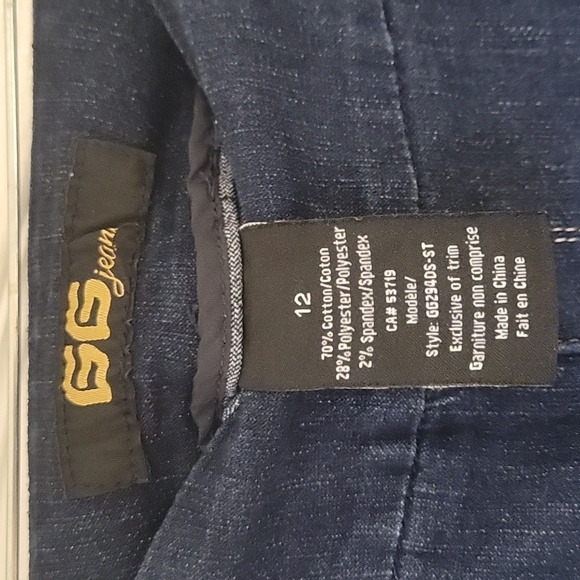 GG
jeans
12
70% Cotton/Coton
28% Polyester/Polyester
2% Spandex/Spandex
CA# 53719
Modèle/
Style: GG294DS-ST
Exclusive of trim
Garniture non comprise
Made in China
Fait en Chine